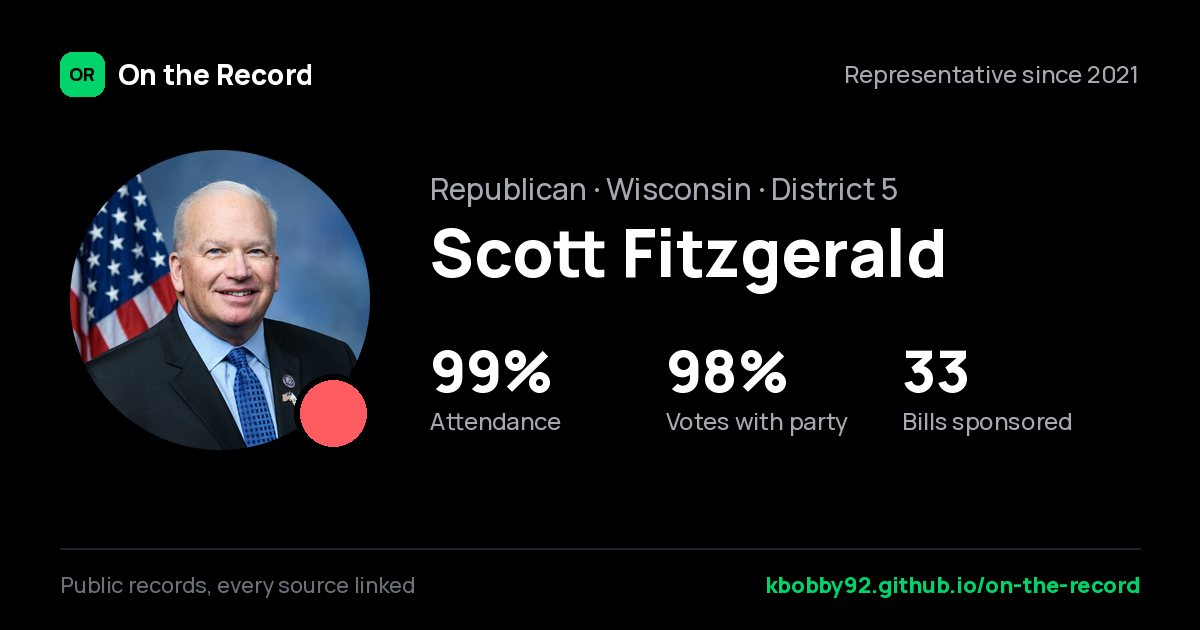 OR On the Record
Representative since 2021
Republican · Wisconsin · District 5
Scott Fitzgerald
99% 98% 33
Attendance Votes with party Bills sponsored
Public records, every source linked
kbobby92.github.io/on-the-record